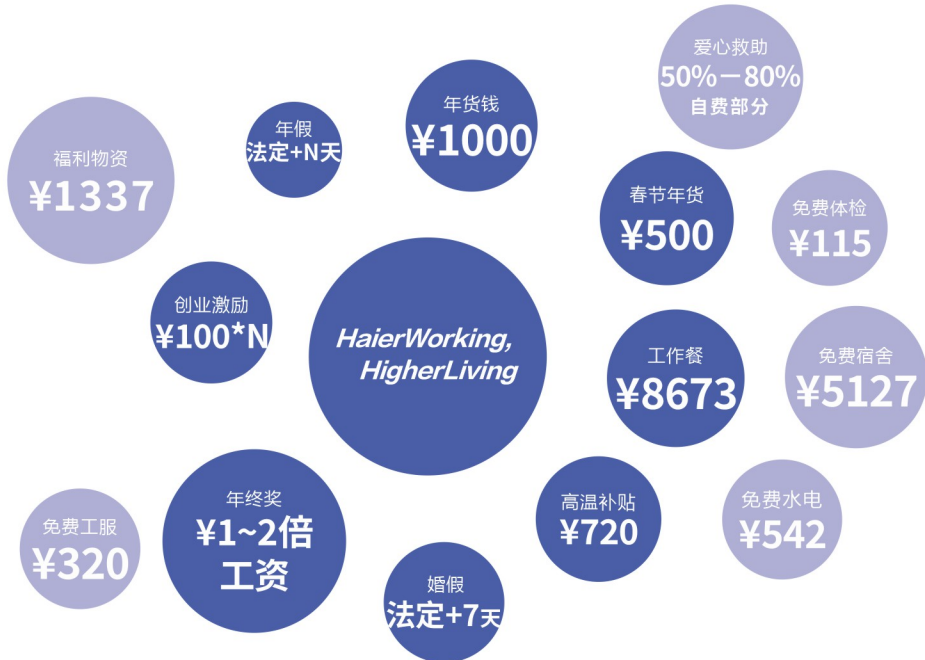 爱心救助
50%－80%
自费部分
年货钱
¥1000
年假
法定+N天
福利物资
¥1337
春节年货
¥500
免费体检
¥115
创业激励
¥100*N
HaierWorking,
HigherLiving
工作餐
¥8673
免费宿舍
¥5127
年终奖
¥1~2倍
工资
高温补贴
¥720
免费水电
¥542
免费工服
¥320
婚假
法定+7天